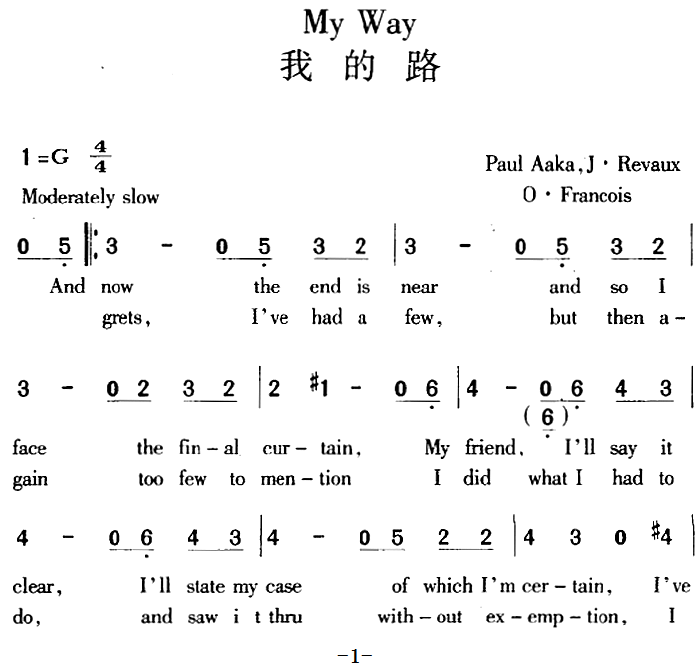 My Way
我的路
1=G 4/4
Paul Aaka,J·Revaux
Moderately slow
O·Francois
0 5 3 - 0 5 3 2 3 - 0 5 3 2
And now the end is near and so I
grets, I've had a few, but then a-
3 - 0 2 3 2 2 #1 - 0 6 4 - 0 6 4 3
(6)
face the fin-al cur-tain, My friend, I'll say it
gain too few to men-tion I did what I had to
4 - 0 6 4 3 4 - 0 5 2 2 4 3 0 #4
clear, I'll state my case of which I'm cer-tain, I've
do, and saw i t thru with-out ex-emp-tion, I
-1-